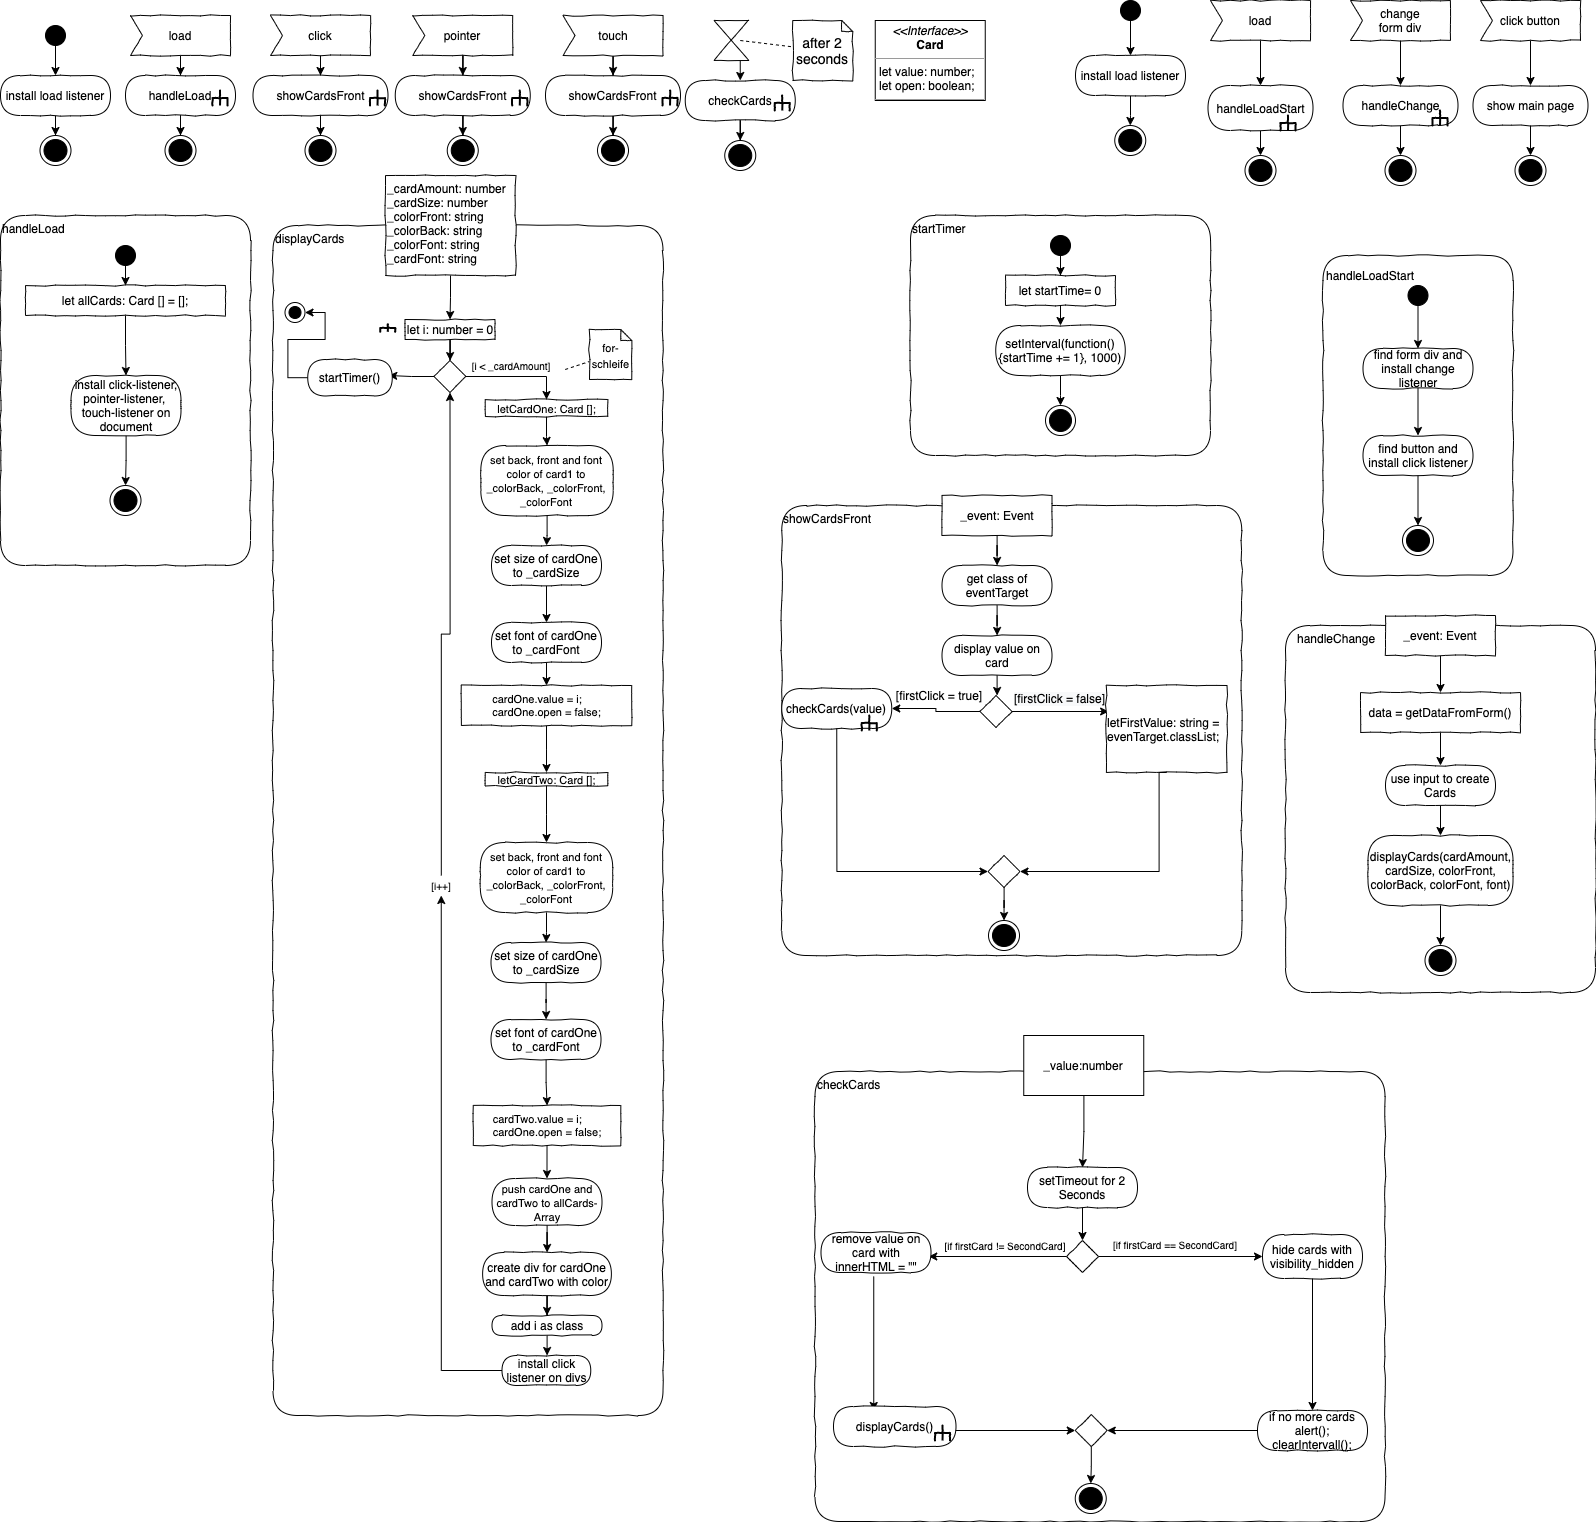 load
click
pointer
touch
after 2
seconds
<<Interface>>
Card
let value: number;
let open: boolean;
load
change
form div
click button
install load listener
handleLoad
showCardsFront
showCardsFront
showCardsFront
checkCards
install load listener
handleLoadStart
handleChange
show main page
handleLoad
let allCards: Card [] = [];
install click-listener,
pointer-listener,
touch-listener on
document
displayCards
_cardAmount: number
_cardSize: number
_colorFront: string
_colorBack: string
_colorFont: string
_cardFont: string
let i: number = 0
for-
schleife
[i < _cardAmount]
startTimer()
letCardOne: Card [];
set back, front and font
color of card1 to
_colorBack, _colorFront,
_colorFont
set size of cardOne
to _cardSize
set font of cardOne
to _cardFont
cardOne.value = i;
cardOne.open = false;
letCardTwo: Card [];
set back, front and font
color of card1 to
_colorBack, _colorFront,
_colorFont
[i++]
set size of cardOne
to _cardSize
set font of cardOne
to _cardFont
cardTwo.value = i;
cardOne.open = false;
push cardOne and
cardTwo to allCards-
Array
create div for cardOne
and cardTwo with color
add i as class
install click
listener on divs
startTimer
let startTime= 0
setInterval(function()
{startTime += 1}, 1000)
handleLoadStart
find form div and
install change
listener
find button and
install click listener
showCardsFront
_event: Event
get class of
eventTarget
display value on
card
[firstClick = true]
[firstClick = false]
checkCards(value)
letFirstValue: string =
evenTarget.classList;
handleChange
_event: Event
data = getDataFromForm()
use input to create
Cards
displayCards(cardAmount,
cardSize, colorFront,
colorBack, colorFont, font)
checkCards
_value:number
setTimeout for 2
Seconds
remove value on
card with
innerHTML = ""
[if firstCard != SecondCard]
[if firstCard == SecondCard]
hide cards with
visibility_hidden
displayCards()
if no more cards
alert();
clearIntervall();